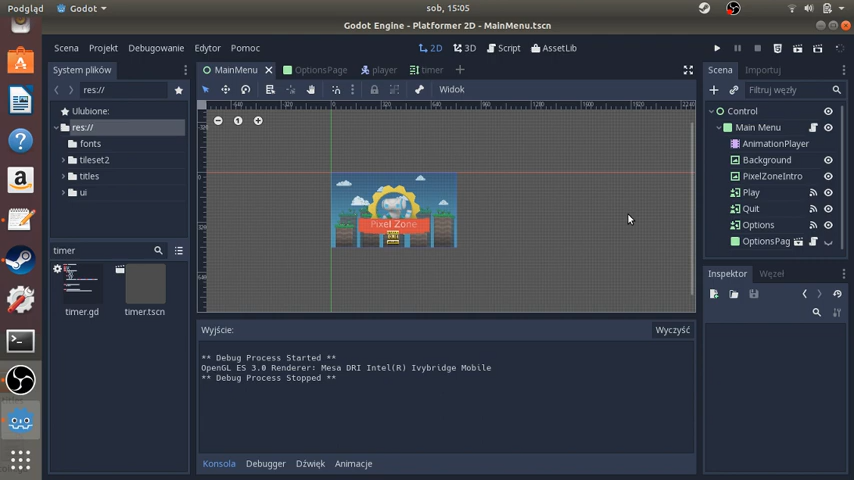 Podgląd Godot sob, 15:05
Godot Engine - Platformer 2D - MainMenu.tscn
Scena Projekt Debugowanie Edytor Pomoc 2D 3D Script AssetLib
System plików MainMenu OptionsPage player timer Scena Importuj
res:// Widok Filtruj węzły
Ulubione:
res://
fonts
tileset2
titles
ui
timer
timer.gd timer.tscn
Pixel Zone
Control
Main Menu
AnimationPlayer
Background
PixelZoneIntro
Play
Quit
Options
OptionsPag
Inspektor Węzeł
Wyjście: Wyczyść
** Debug Process Started **
OpenGL ES 3.0 Renderer: Mesa DRI Intel(R) Ivybridge Mobile
** Debug Process Stopped **
Konsola Debugger Dźwięk Animacje